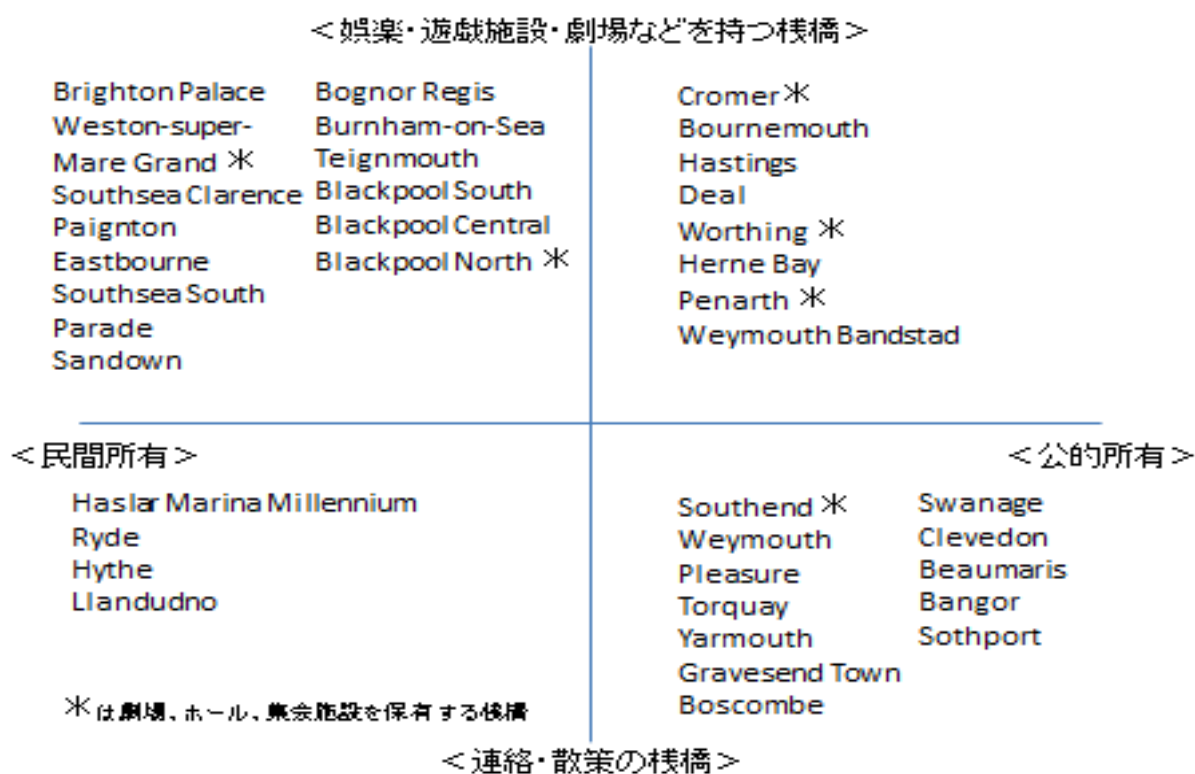 ＜娯楽・遊戯施設・劇場などを持つ桟橋＞
Brighton Palace
Weston-super-
Mare Grand ＊
Southsea Clarence
Paignton
Eastbourne
Southsea South
Parade
Sandown
Bognor Regis
Burnham-on-Sea
Teignmouth
Blackpool South
Blackpool Central
Blackpool North ＊
Cromer＊
Bournemouth
Hastings
Deal
Worthing ＊
Herne Bay
Penarth ＊
Weymouth Bandstad
＜民間所有＞
＜公的所有＞
Haslar Marina Millennium
Ryde
Hythe
Llandudno
Southend ＊
Weymouth
Pleasure
Torquay
Yarmouth
Gravesend Town
Boscombe
Swanage
Clevedon
Beaumaris
Bangor
Sothport
＊は劇場、ホール、集会施設を保有する桟橋
＜連絡・散策の桟橋＞